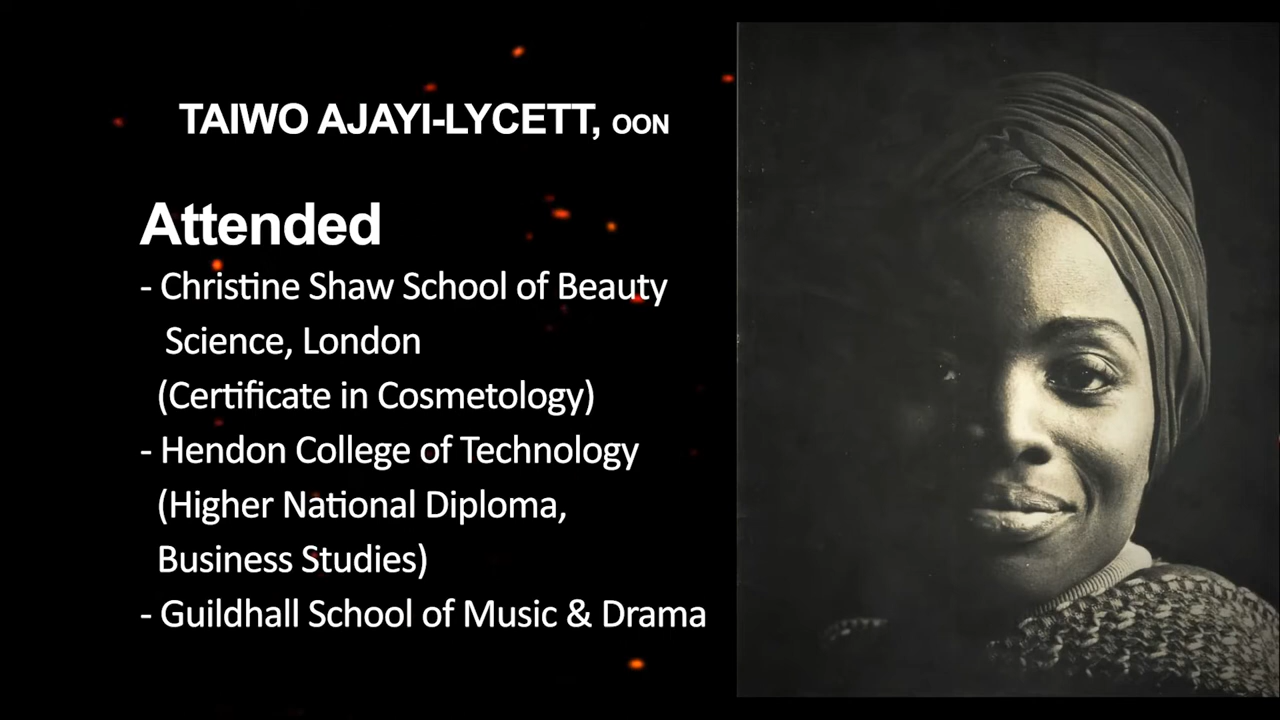 TAIWO AJAYI-LYCETT, OON
Attended
- Christine Shaw School of Beauty
Science, London
(Certificate in Cosmetology)
- Hendon College of Technology
(Higher National Diploma,
Business Studies)
- Guildhall School of Music & Drama